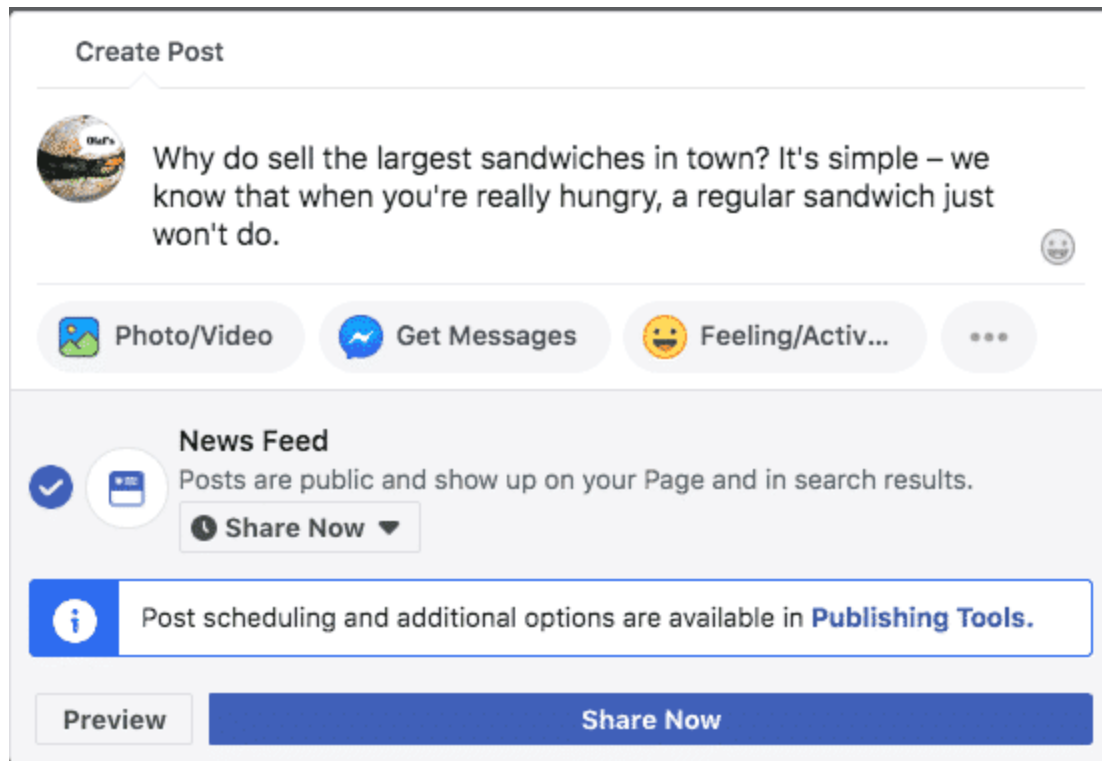 Create Post
Olaf's
Why do sell the largest sandwiches in town? It's simple – we
know that when you're really hungry, a regular sandwich just
won't do.
Photo/Video
Get Messages
Feeling/Activ...
News Feed
Posts are public and show up on your Page and in search results.
Share Now
Post scheduling and additional options are available in Publishing Tools.
Preview
Share Now